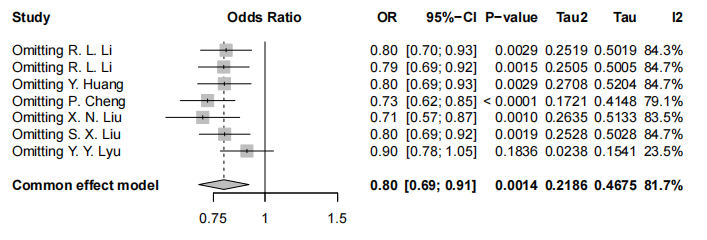 Study Odds Ratio OR 95%−CI P−value Tau2 Tau I2
Omitting R. L. Li 0.80 [0.70; 0.93] 0.0029 0.2519 0.5019 84.3%
Omitting R. L. Li 0.79 [0.69; 0.92] 0.0015 0.2505 0.5005 84.7%
Omitting Y. Huang 0.80 [0.69; 0.93] 0.0029 0.2708 0.5204 84.7%
Omitting P. Cheng 0.73 [0.62; 0.85] < 0.0001 0.1721 0.4148 79.1%
Omitting X. N. Liu 0.71 [0.57; 0.87] 0.0010 0.2635 0.5133 83.5%
Omitting S. X. Liu 0.80 [0.69; 0.92] 0.0019 0.2528 0.5028 84.7%
Omitting Y. Y. Lyu 0.90 [0.78; 1.05] 0.1836 0.0238 0.1541 23.5%
Common effect model 0.80 [0.69; 0.91] 0.0014 0.2186 0.4675 81.7%
0.75 1 1.5